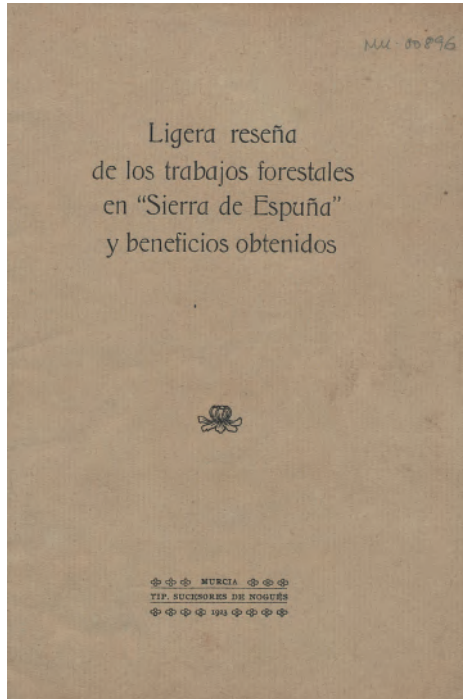 MU-00896
Ligera reseña
de los trabajos forestales
en “Sierra de Espuña”
y beneficios obtenidos
MURCIA
TIP. SUCESORES DE NOGUÉS
1923